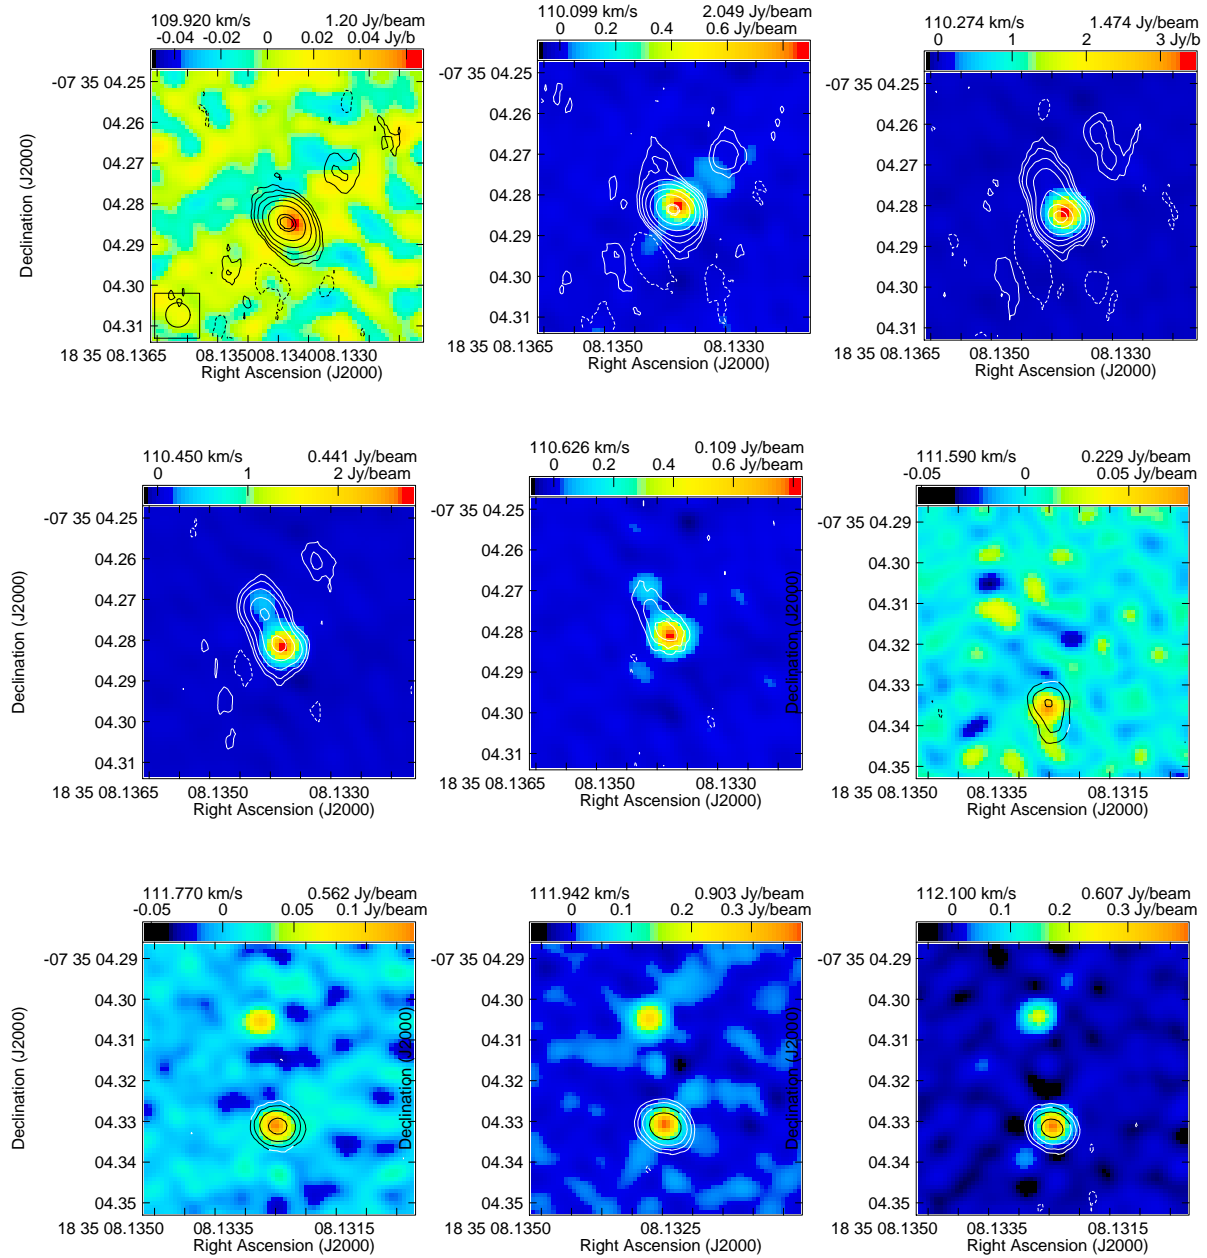 109.920 km/s 1.20 Jy/beam
-0.04 -0.02 0 0.02 0.04 Jy/b
-07 35 04.25
04.26
04.27
04.28
04.29
04.30
04.31
Declination (J2000)
18 35 08.1365 08.1350 08.1340 08.1330
Right Ascension (J2000)
110.099 km/s 2.049 Jy/beam
0 0.2 0.4 0.6 Jy/beam
-07 35 04.25
04.26
04.27
04.28
04.29
04.30
04.31
18 35 08.1365 08.1350 08.1330
Right Ascension (J2000)
110.274 km/s 1.474 Jy/beam
0 1 2 3 Jy/b
-07 35 04.25
04.26
04.27
04.28
04.29
04.30
04.31
18 35 08.1365 08.1350 08.1330
Right Ascension (J2000)
110.450 km/s 0.441 Jy/beam
0 1 2 Jy/beam
-07 35 04.25
04.26
04.27
04.28
04.29
04.30
04.31
Declination (J2000)
18 35 08.1365 08.1350 08.1330
Right Ascension (J2000)
110.626 km/s 0.109 Jy/beam
0 0.2 0.4 0.6 Jy/beam
-07 35 04.25
04.26
04.27
04.28
04.29
04.30
04.31
18 35 08.1365 08.1350 08.1330
Right Ascension (J2000)
111.590 km/s 0.229 Jy/beam
-0.05 0 0.05 Jy/beam
-07 35 04.29
04.30
04.31
04.32
04.33
04.34
04.35
Declination (J2000)
18 35 08.1350 08.1335 08.1315
Right Ascension (J2000)
111.770 km/s 0.562 Jy/beam
-0.05 0 0.05 0.1 Jy/beam
-07 35 04.29
04.30
04.31
04.32
04.33
04.34
04.35
Declination (J2000)
18 35 08.1350 08.1335 08.1315
Right Ascension (J2000)
111.942 km/s 0.903 Jy/beam
0 0.1 0.2 0.3 Jy/beam
-07 35 04.29
04.30
04.31
04.32
04.33
04.34
04.35
Declination (J2000)
18 35 08.1350 08.1325
Right Ascension (J2000)
112.100 km/s 0.607 Jy/beam
0 0.1 0.2 0.3 Jy/beam
-07 35 04.29
04.30
04.31
04.32
04.33
04.34
04.35
Declination (J2000)
18 35 08.1350 08.1335 08.1315
Right Ascension (J2000)